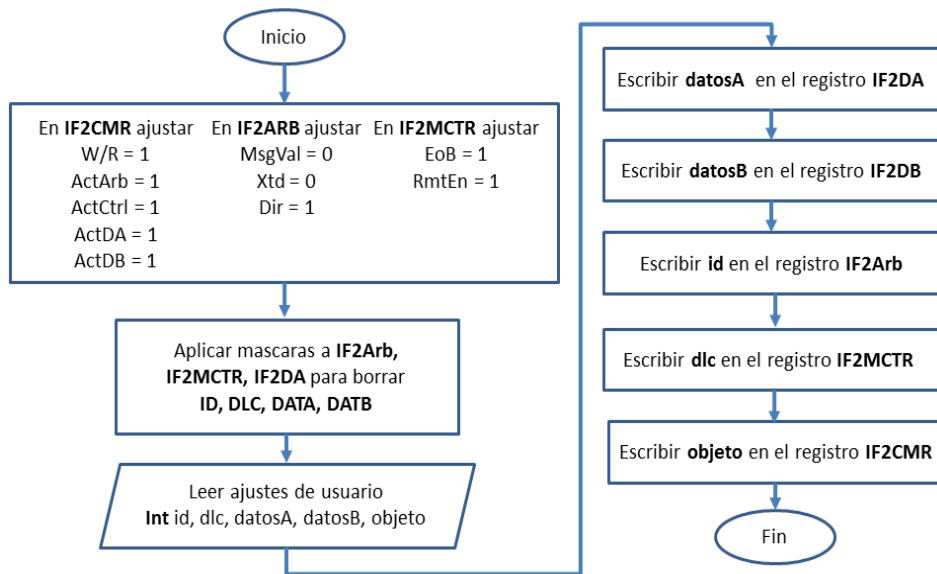 Inicio
En IF2CMR ajustar
W/R = 1
ActArb = 1
ActCtrl = 1
ActDA = 1
ActDB = 1
En IF2ARB ajustar
MsgVal = 0
Xtd = 0
Dir = 1
En IF2MCTR ajustar
EoB = 1
RmtEn = 1
Aplicar mascaras a IF2Arb,
IF2MCTR, IF2DA para borrar
ID, DLC, DATA, DATB
Leer ajustes de usuario
Int id, dlc, datosA, datosB, objeto
Escribir datosA en el registro IF2DA
Escribir datosB en el registro IF2DB
Escribir id en el registro IF2Arb
Escribir dlc en el registro IF2MCTR
Escribir objeto en el registro IF2CMR
Fin